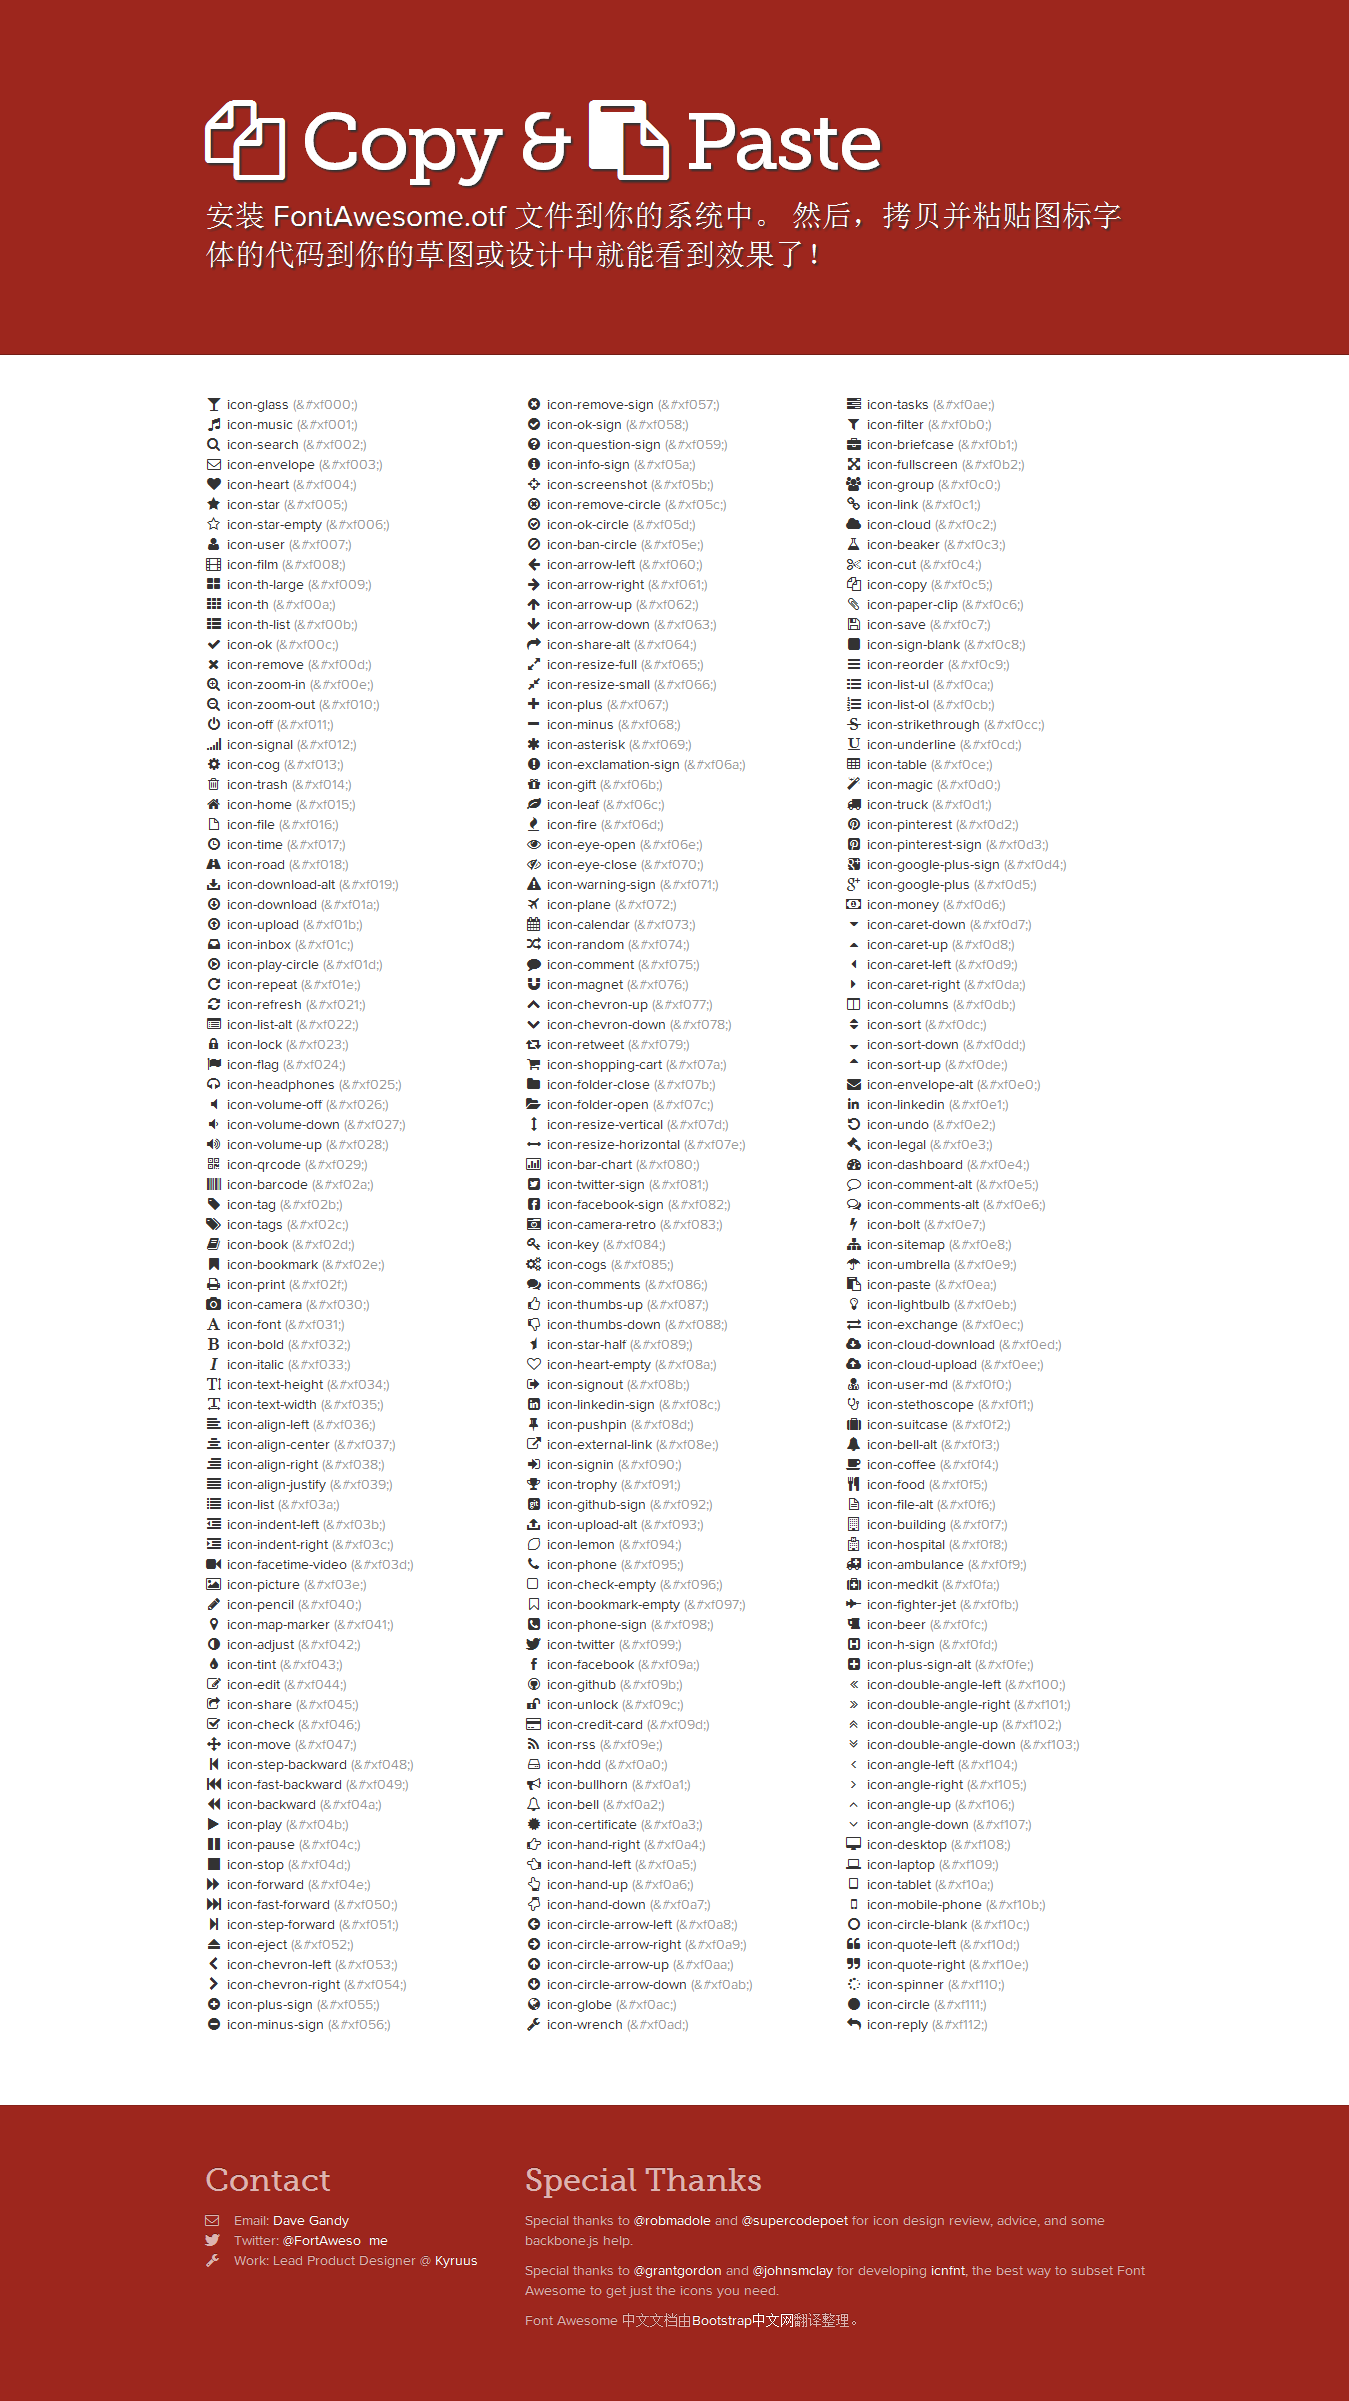 Copy & Paste
安装 FontAwesome.otf 文件到你的系统中。 然后，拷贝并粘贴图标字
体的代码到你的草图或设计中就能看到效果了！
icon-glass (&#xf000;)
icon-music (&#xf001;)
icon-search (&#xf002;)
icon-envelope (&#xf003;)
icon-heart (&#xf004;)
icon-star (&#xf005;)
icon-star-empty (&#xf006;)
icon-user (&#xf007;)
icon-film (&#xf008;)
icon-th-large (&#xf009;)
icon-th (&#xf00a;)
icon-th-list (&#xf00b;)
icon-ok (&#xf00c;)
icon-remove (&#xf00d;)
icon-zoom-in (&#xf00e;)
icon-zoom-out (&#xf010;)
icon-off (&#xf011;)
icon-signal (&#xf012;)
icon-cog (&#xf013;)
icon-trash (&#xf014;)
icon-home (&#xf015;)
icon-file (&#xf016;)
icon-time (&#xf017;)
icon-road (&#xf018;)
icon-download-alt (&#xf019;)
icon-download (&#xf01a;)
icon-upload (&#xf01b;)
icon-inbox (&#xf01c;)
icon-play-circle (&#xf01d;)
icon-repeat (&#xf01e;)
icon-refresh (&#xf021;)
icon-list-alt (&#xf022;)
icon-lock (&#xf023;)
icon-flag (&#xf024;)
icon-headphones (&#xf025;)
icon-volume-off (&#xf026;)
icon-volume-down (&#xf027;)
icon-volume-up (&#xf028;)
icon-qrcode (&#xf029;)
icon-barcode (&#xf02a;)
icon-tag (&#xf02b;)
icon-tags (&#xf02c;)
icon-book (&#xf02d;)
icon-bookmark (&#xf02e;)
icon-print (&#xf02f;)
icon-camera (&#xf030;)
icon-font (&#xf031;)
icon-bold (&#xf032;)
icon-italic (&#xf033;)
icon-text-height (&#xf034;)
icon-text-width (&#xf035;)
icon-align-left (&#xf036;)
icon-align-center (&#xf037;)
icon-align-right (&#xf038;)
icon-align-justify (&#xf039;)
icon-list (&#xf03a;)
icon-indent-left (&#xf03b;)
icon-indent-right (&#xf03c;)
icon-facetime-video (&#xf03d;)
icon-picture (&#xf03e;)
icon-pencil (&#xf040;)
icon-map-marker (&#xf041;)
icon-adjust (&#xf042;)
icon-tint (&#xf043;)
icon-edit (&#xf044;)
icon-share (&#xf045;)
icon-check (&#xf046;)
icon-move (&#xf047;)
icon-step-backward (&#xf048;)
icon-fast-backward (&#xf049;)
icon-backward (&#xf04a;)
icon-play (&#xf04b;)
icon-pause (&#xf04c;)
icon-stop (&#xf04d;)
icon-forward (&#xf04e;)
icon-fast-forward (&#xf050;)
icon-step-forward (&#xf051;)
icon-eject (&#xf052;)
icon-chevron-left (&#xf053;)
icon-chevron-right (&#xf054;)
icon-plus-sign (&#xf055;)
icon-minus-sign (&#xf056;)
icon-remove-sign (&#xf057;)
icon-ok-sign (&#xf058;)
icon-question-sign (&#xf059;)
icon-info-sign (&#xf05a;)
icon-screenshot (&#xf05b;)
icon-remove-circle (&#xf05c;)
icon-ok-circle (&#xf05d;)
icon-ban-circle (&#xf05e;)
icon-arrow-left (&#xf060;)
icon-arrow-right (&#xf061;)
icon-arrow-up (&#xf062;)
icon-arrow-down (&#xf063;)
icon-share-alt (&#xf064;)
icon-resize-full (&#xf065;)
icon-resize-small (&#xf066;)
icon-plus (&#xf067;)
icon-minus (&#xf068;)
icon-asterisk (&#xf069;)
icon-exclamation-sign (&#xf06a;)
icon-gift (&#xf06b;)
icon-leaf (&#xf06c;)
icon-fire (&#xf06d;)
icon-eye-open (&#xf06e;)
icon-eye-close (&#xf070;)
icon-warning-sign (&#xf071;)
icon-plane (&#xf072;)
icon-calendar (&#xf073;)
icon-random (&#xf074;)
icon-comment (&#xf075;)
icon-magnet (&#xf076;)
icon-chevron-up (&#xf077;)
icon-chevron-down (&#xf078;)
icon-retweet (&#xf079;)
icon-shopping-cart (&#xf07a;)
icon-folder-close (&#xf07b;)
icon-folder-open (&#xf07c;)
icon-resize-vertical (&#xf07d;)
icon-resize-horizontal (&#xf07e;)
icon-bar-chart (&#xf080;)
icon-twitter-sign (&#xf081;)
icon-facebook-sign (&#xf082;)
icon-camera-retro (&#xf083;)
icon-key (&#xf084;)
icon-cogs (&#xf085;)
icon-comments (&#xf086;)
icon-thumbs-up (&#xf087;)
icon-thumbs-down (&#xf088;)
icon-star-half (&#xf089;)
icon-heart-empty (&#xf08a;)
icon-signout (&#xf08b;)
icon-linkedin-sign (&#xf08c;)
icon-pushpin (&#xf08d;)
icon-external-link (&#xf08e;)
icon-signin (&#xf090;)
icon-trophy (&#xf091;)
icon-github-sign (&#xf092;)
icon-upload-alt (&#xf093;)
icon-lemon (&#xf094;)
icon-phone (&#xf095;)
icon-check-empty (&#xf096;)
icon-bookmark-empty (&#xf097;)
icon-phone-sign (&#xf098;)
icon-twitter (&#xf099;)
icon-facebook (&#xf09a;)
icon-github (&#xf09b;)
icon-unlock (&#xf09c;)
icon-credit-card (&#xf09d;)
icon-rss (&#xf09e;)
icon-hdd (&#xf0a0;)
icon-bullhorn (&#xf0a1;)
icon-bell (&#xf0a2;)
icon-certificate (&#xf0a3;)
icon-hand-right (&#xf0a4;)
icon-hand-left (&#xf0a5;)
icon-hand-up (&#xf0a6;)
icon-hand-down (&#xf0a7;)
icon-circle-arrow-left (&#xf0a8;)
icon-circle-arrow-right (&#xf0a9;)
icon-circle-arrow-up (&#xf0aa;)
icon-circle-arrow-down (&#xf0ab;)
icon-globe (&#xf0ac;)
icon-wrench (&#xf0ad;)
icon-tasks (&#xf0ae;)
icon-filter (&#xf0b0;)
icon-briefcase (&#xf0b1;)
icon-fullscreen (&#xf0b2;)
icon-group (&#xf0c0;)
icon-link (&#xf0c1;)
icon-cloud (&#xf0c2;)
icon-beaker (&#xf0c3;)
icon-cut (&#xf0c4;)
icon-copy (&#xf0c5;)
icon-paper-clip (&#xf0c6;)
icon-save (&#xf0c7;)
icon-sign-blank (&#xf0c8;)
icon-reorder (&#xf0c9;)
icon-list-ul (&#xf0ca;)
icon-list-ol (&#xf0cb;)
icon-strikethrough (&#xf0cc;)
icon-underline (&#xf0cd;)
icon-table (&#xf0ce;)
icon-magic (&#xf0d0;)
icon-truck (&#xf0d1;)
icon-pinterest (&#xf0d2;)
icon-pinterest-sign (&#xf0d3;)
icon-google-plus-sign (&#xf0d4;)
icon-google-plus (&#xf0d5;)
icon-money (&#xf0d6;)
icon-caret-down (&#xf0d7;)
icon-caret-up (&#xf0d8;)
icon-caret-left (&#xf0d9;)
icon-caret-right (&#xf0da;)
icon-columns (&#xf0db;)
icon-sort (&#xf0dc;)
icon-sort-down (&#xf0dd;)
icon-sort-up (&#xf0de;)
icon-envelope-alt (&#xf0e0;)
icon-linkedin (&#xf0e1;)
icon-undo (&#xf0e2;)
icon-legal (&#xf0e3;)
icon-dashboard (&#xf0e4;)
icon-comment-alt (&#xf0e5;)
icon-comments-alt (&#xf0e6;)
icon-bolt (&#xf0e7;)
icon-sitemap (&#xf0e8;)
icon-umbrella (&#xf0e9;)
icon-paste (&#xf0ea;)
icon-lightbulb (&#xf0eb;)
icon-exchange (&#xf0ec;)
icon-cloud-download (&#xf0ed;)
icon-cloud-upload (&#xf0ee;)
icon-user-md (&#xf0f0;)
icon-stethoscope (&#xf0f1;)
icon-suitcase (&#xf0f2;)
icon-bell-alt (&#xf0f3;)
icon-coffee (&#xf0f4;)
icon-food (&#xf0f5;)
icon-file-alt (&#xf0f6;)
icon-building (&#xf0f7;)
icon-hospital (&#xf0f8;)
icon-ambulance (&#xf0f9;)
icon-medkit (&#xf0fa;)
icon-fighter-jet (&#xf0fb;)
icon-beer (&#xf0fc;)
icon-h-sign (&#xf0fd;)
icon-plus-sign-alt (&#xf0fe;)
icon-double-angle-left (&#xf100;)
icon-double-angle-right (&#xf101;)
icon-double-angle-up (&#xf102;)
icon-double-angle-down (&#xf103;)
icon-angle-left (&#xf104;)
icon-angle-right (&#xf105;)
icon-angle-up (&#xf106;)
icon-angle-down (&#xf107;)
icon-desktop (&#xf108;)
icon-laptop (&#xf109;)
icon-tablet (&#xf10a;)
icon-mobile-phone (&#xf10b;)
icon-circle-blank (&#xf10c;)
icon-quote-left (&#xf10d;)
icon-quote-right (&#xf10e;)
icon-spinner (&#xf110;)
icon-circle (&#xf111;)
icon-reply (&#xf112;)
Contact
Email: Dave Gandy
Twitter: @FortAweso me
Work: Lead Product Designer @ Kyruus
Special Thanks
Special thanks to @robmadole and @supercodepoet for icon design review, advice, and some
backbone.js help.
Special thanks to @grantgordon and @johnsmclay for developing icnfnt, the best way to subset Font
Awesome to get just the icons you need.
Font Awesome 中文文档由Bootstrap中文网翻译整理。